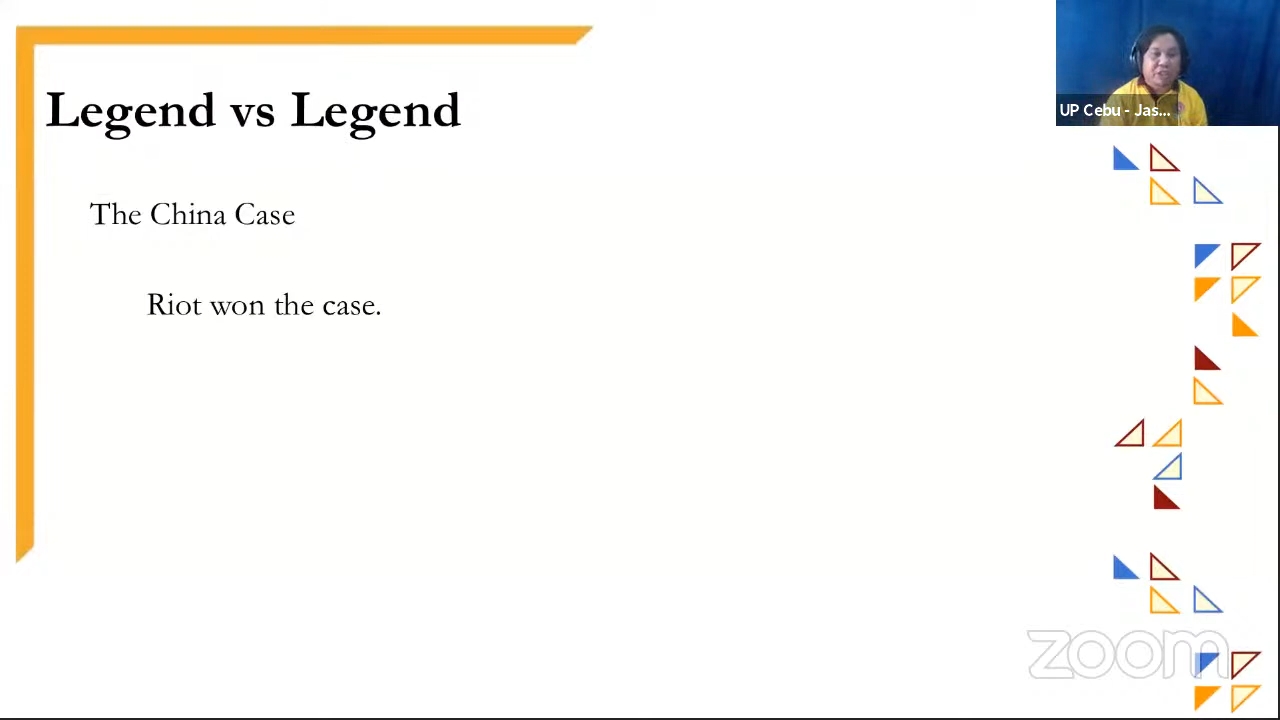 Legend vs Legend
UP Cebu - Jas...
The China Case
Riot won the case.
zoom